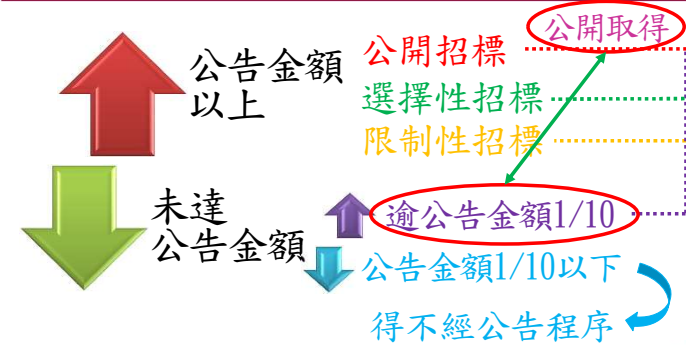 公開取得
公告金額
以上
公開招標
選擇性招標
限制性招標
未達
公告金額
逾公告金額1/10
公告金額1/10以下
得不經公告程序